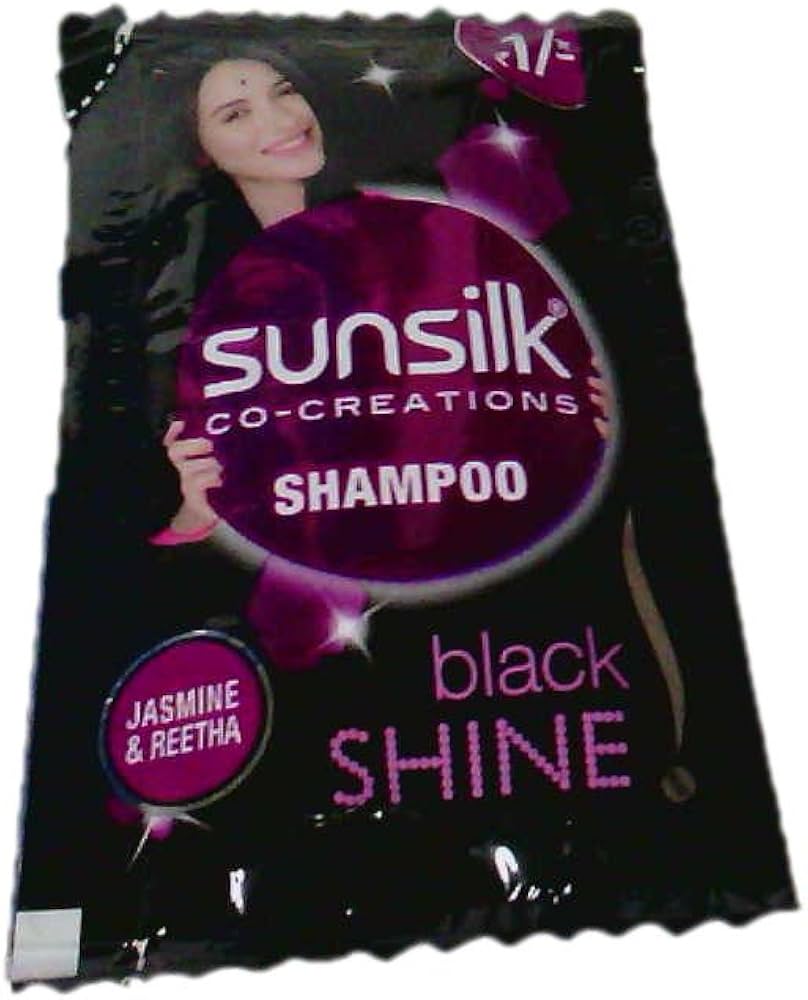 1/-
sunsilk®
CO-CREATIONS
SHAMPOO
JASMINE
& REETHA
black
SHINE